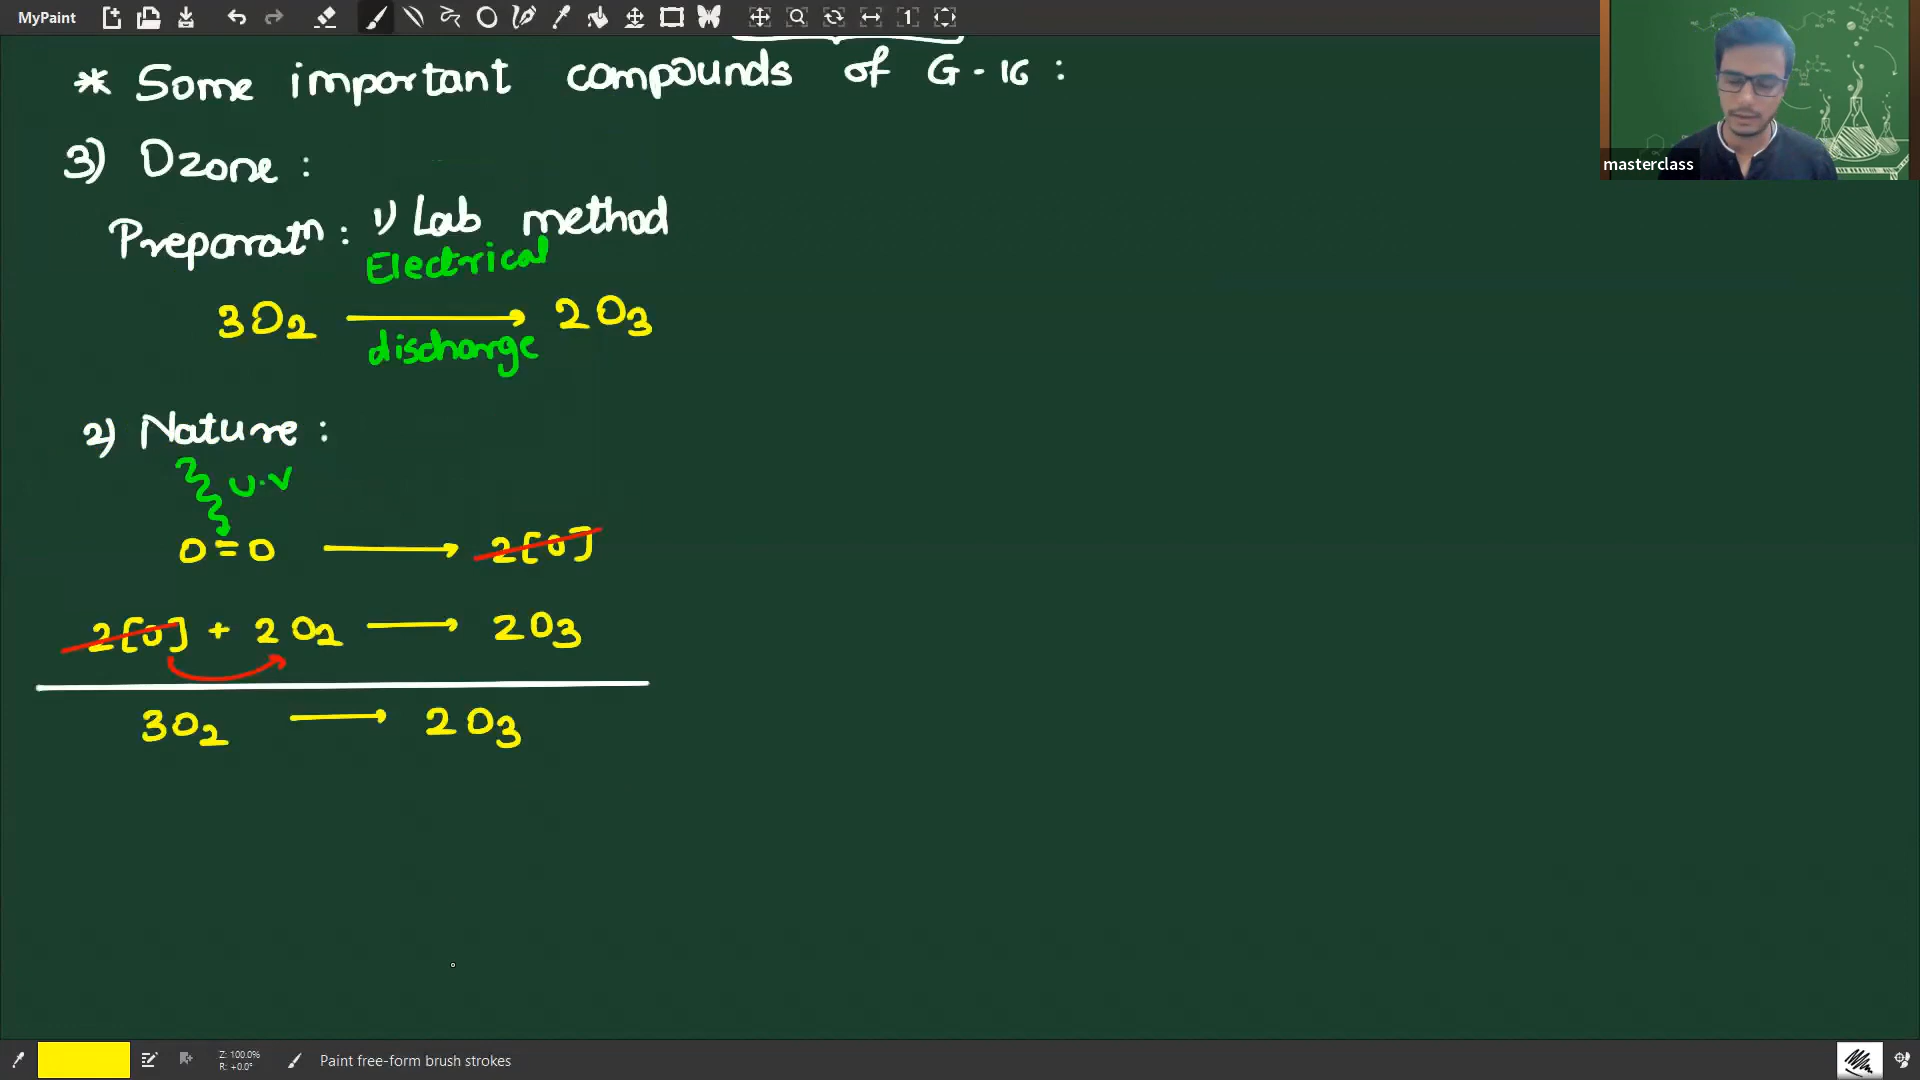 MyPaint
* Some important compounds of G-16 :
masterclass
3) Ozone :
Preparatⁿ : 1) Lab method
Electrical
3O₂ ⟶ 2O₃
discharge
2) Nature :
U.V
O=O ⟶ 2[O]
2[O] + 2O₂ ⟶ 2O₃
3O₂ ⟶ 2O₃
Z: 100.0%
R: +0.0°
Paint free-form brush strokes